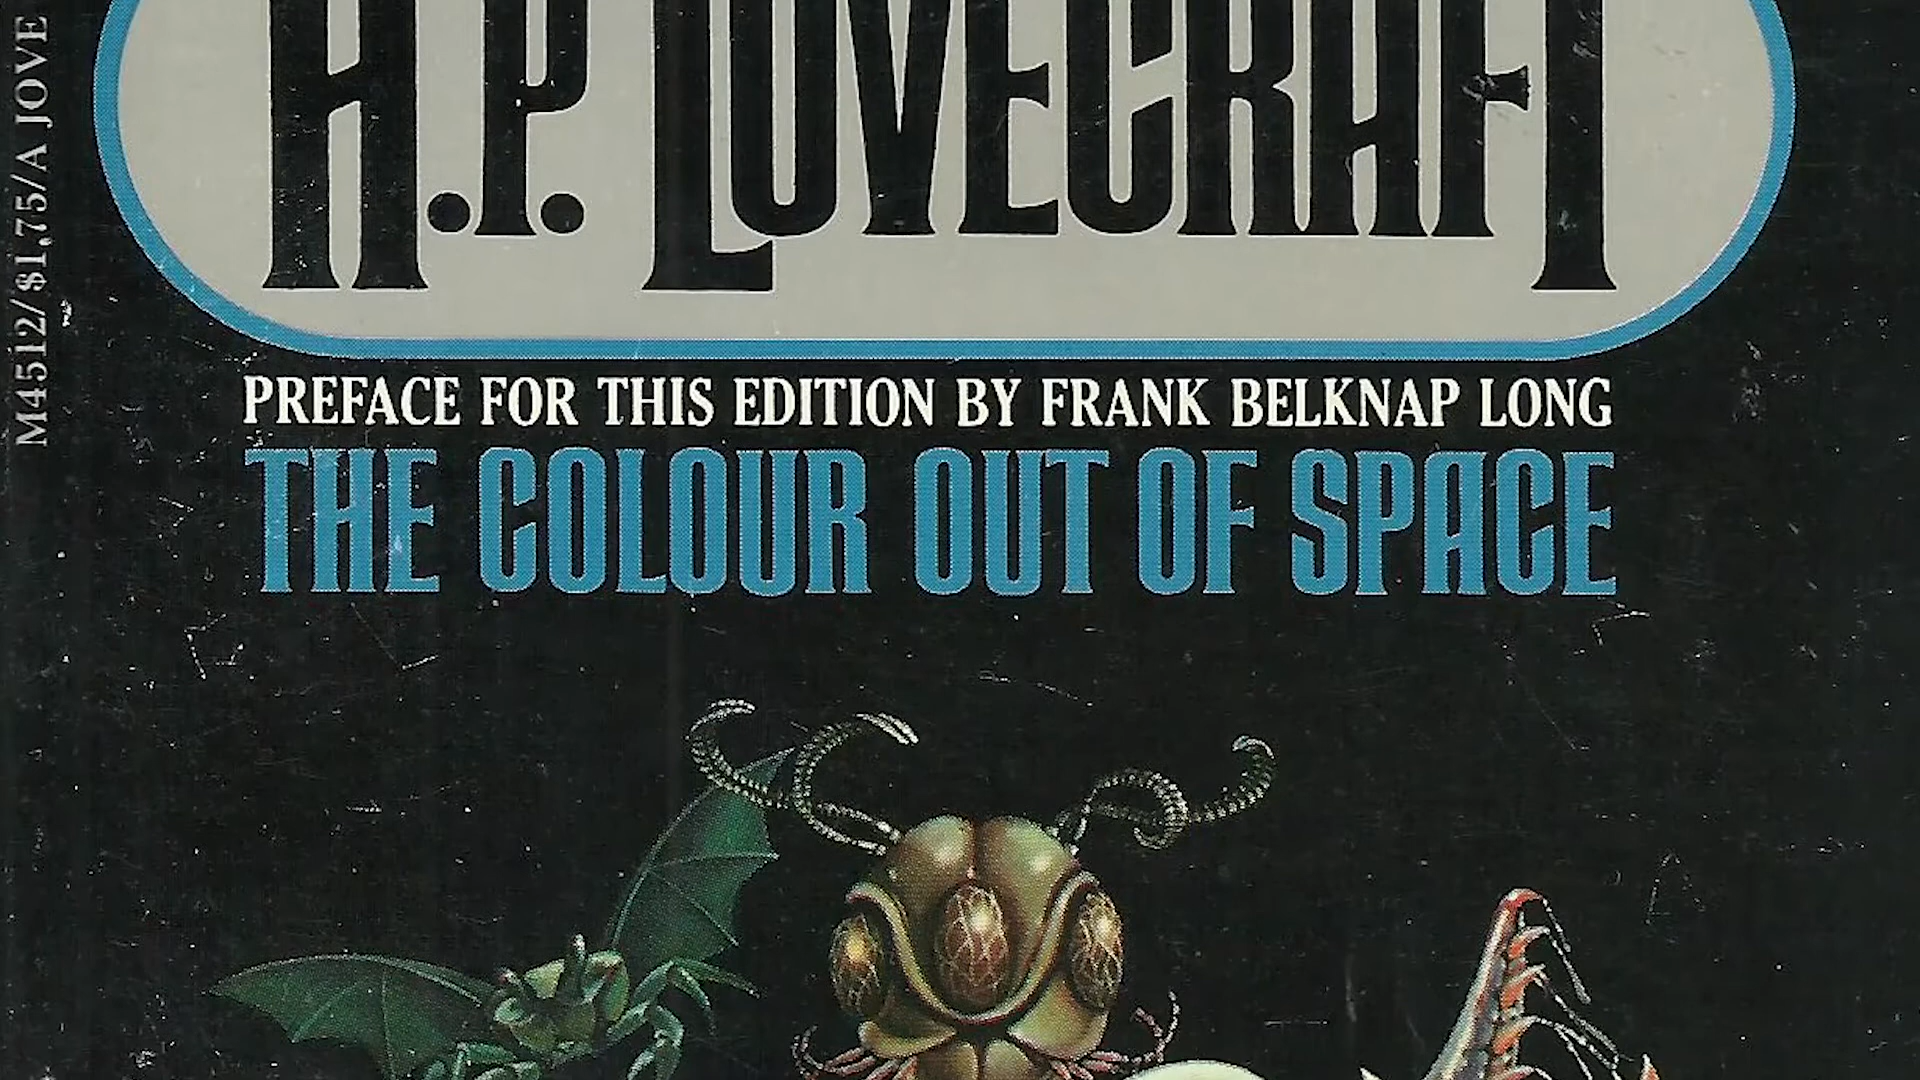 M4512/$1.75/A JOVE
H.P. LOVECRAFT
PREFACE FOR THIS EDITION BY FRANK BELKNAP LONG
THE COLOUR OUT OF SPACE